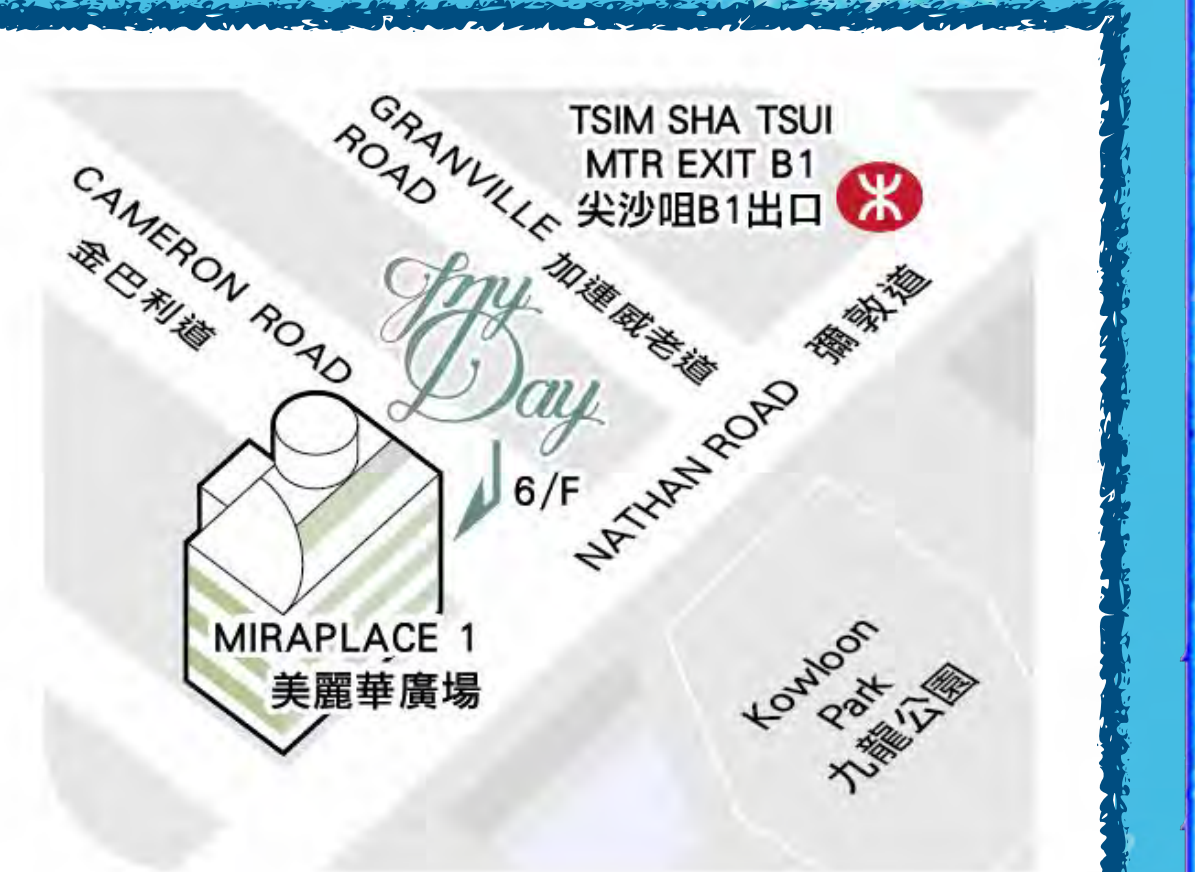 GRANVILLE
ROAD
加連威老道
TSIM SHA TSUI
MTR EXIT B1
尖沙咀B1出口
CAMERON ROAD
金巴利道
my
Day
6/F
NATHAN ROAD 彌敦道
MIRAPLACE 1
美麗華廣場
Kowloon
Park
九龍公園